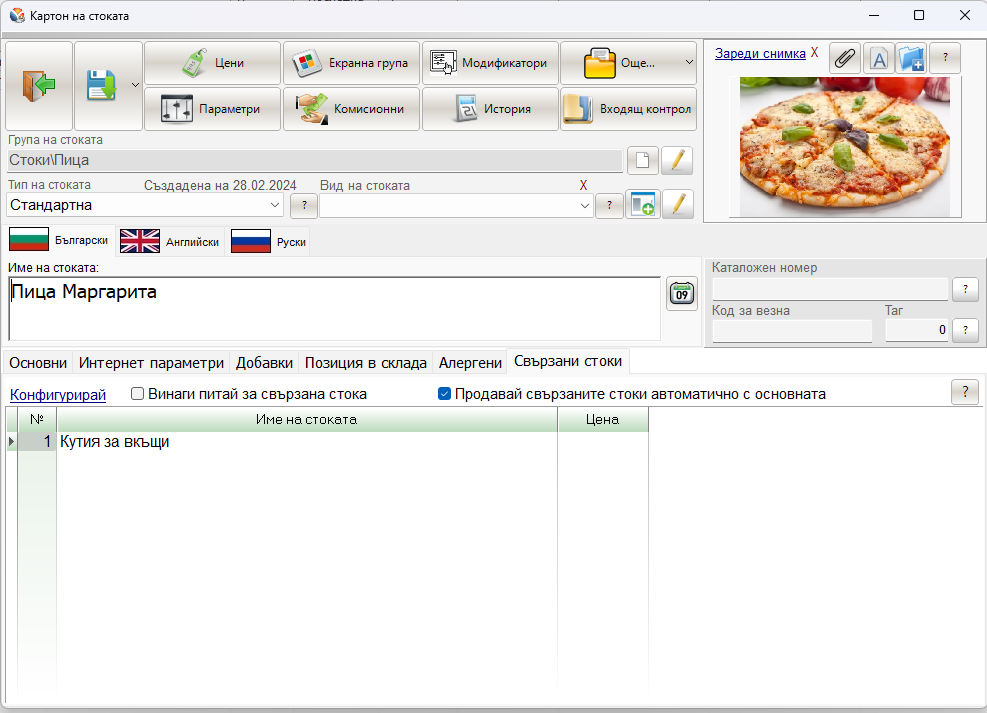 Картон на стоката
Цени
Екранна група
Модификатори
Още...
Параметри
Комисионни
История
Входящ контрол
Зареди снимка X
A
?
Група на стоката
Стоки\Пица
Тип на стоката
Създадена на 28.02.2024
Вид на стоката
X
Стандартна
?
?
Български
Английски
Руски
Име на стоката:
Пица Маргарита
09
Каталожен номер
?
Код за везна
Таг
0
?
Основни
Интернет параметри
Добавки
Позиция в склада
Алергени
Свързани стоки
Конфигурирай
Винаги питай за свързана стока
Продавай свързаните стоки автоматично с основната
?
№
Име на стоката
Цена
1
Кутия за вкъщи